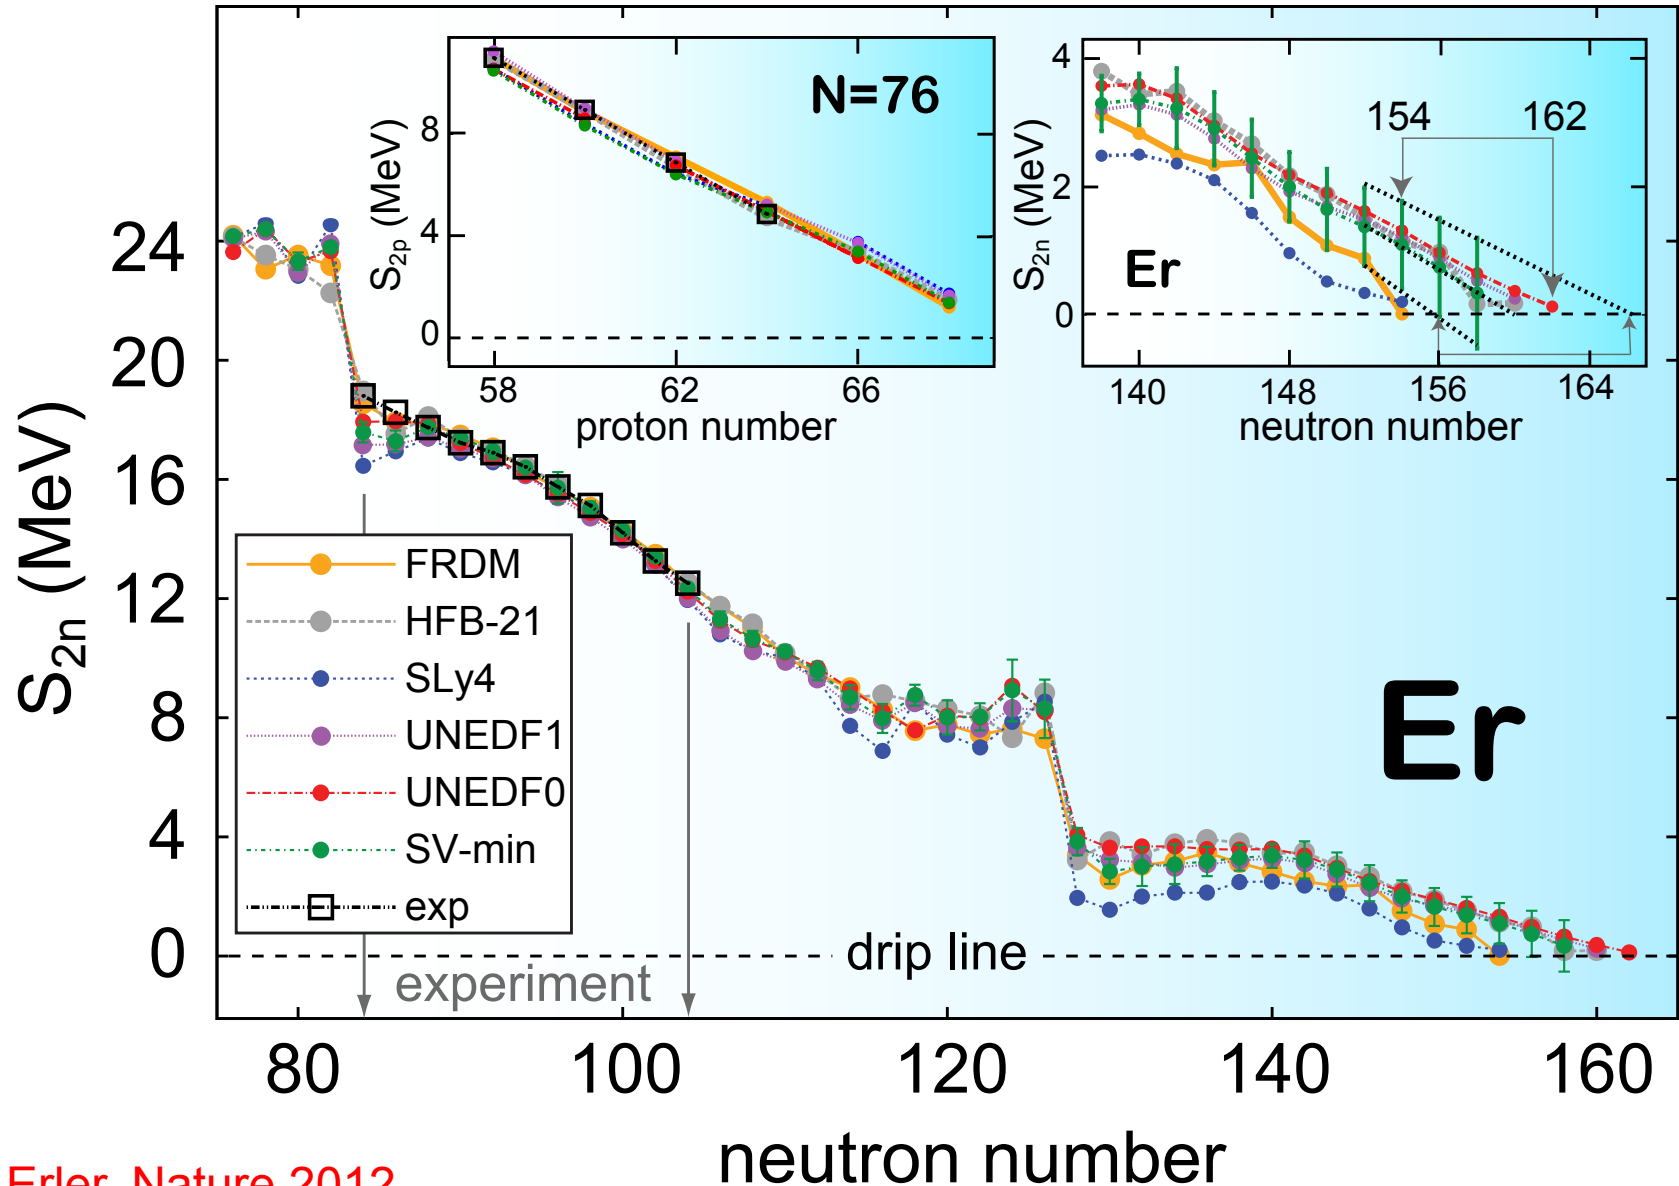 S2n (MeV)
24
20
16
12
8
4
0
80
100
120
140
160
neutron number
FRDM
HFB-21
SLy4
UNEDF1
UNEDF0
SV-min
exp
experiment
drip line
Er
N=76
S2p (MeV)
8
4
0
58
62
66
proton number
S2n (MeV)
4
2
0
154
162
Er
140
148
156
164
neutron number
Erler, Nature 2012